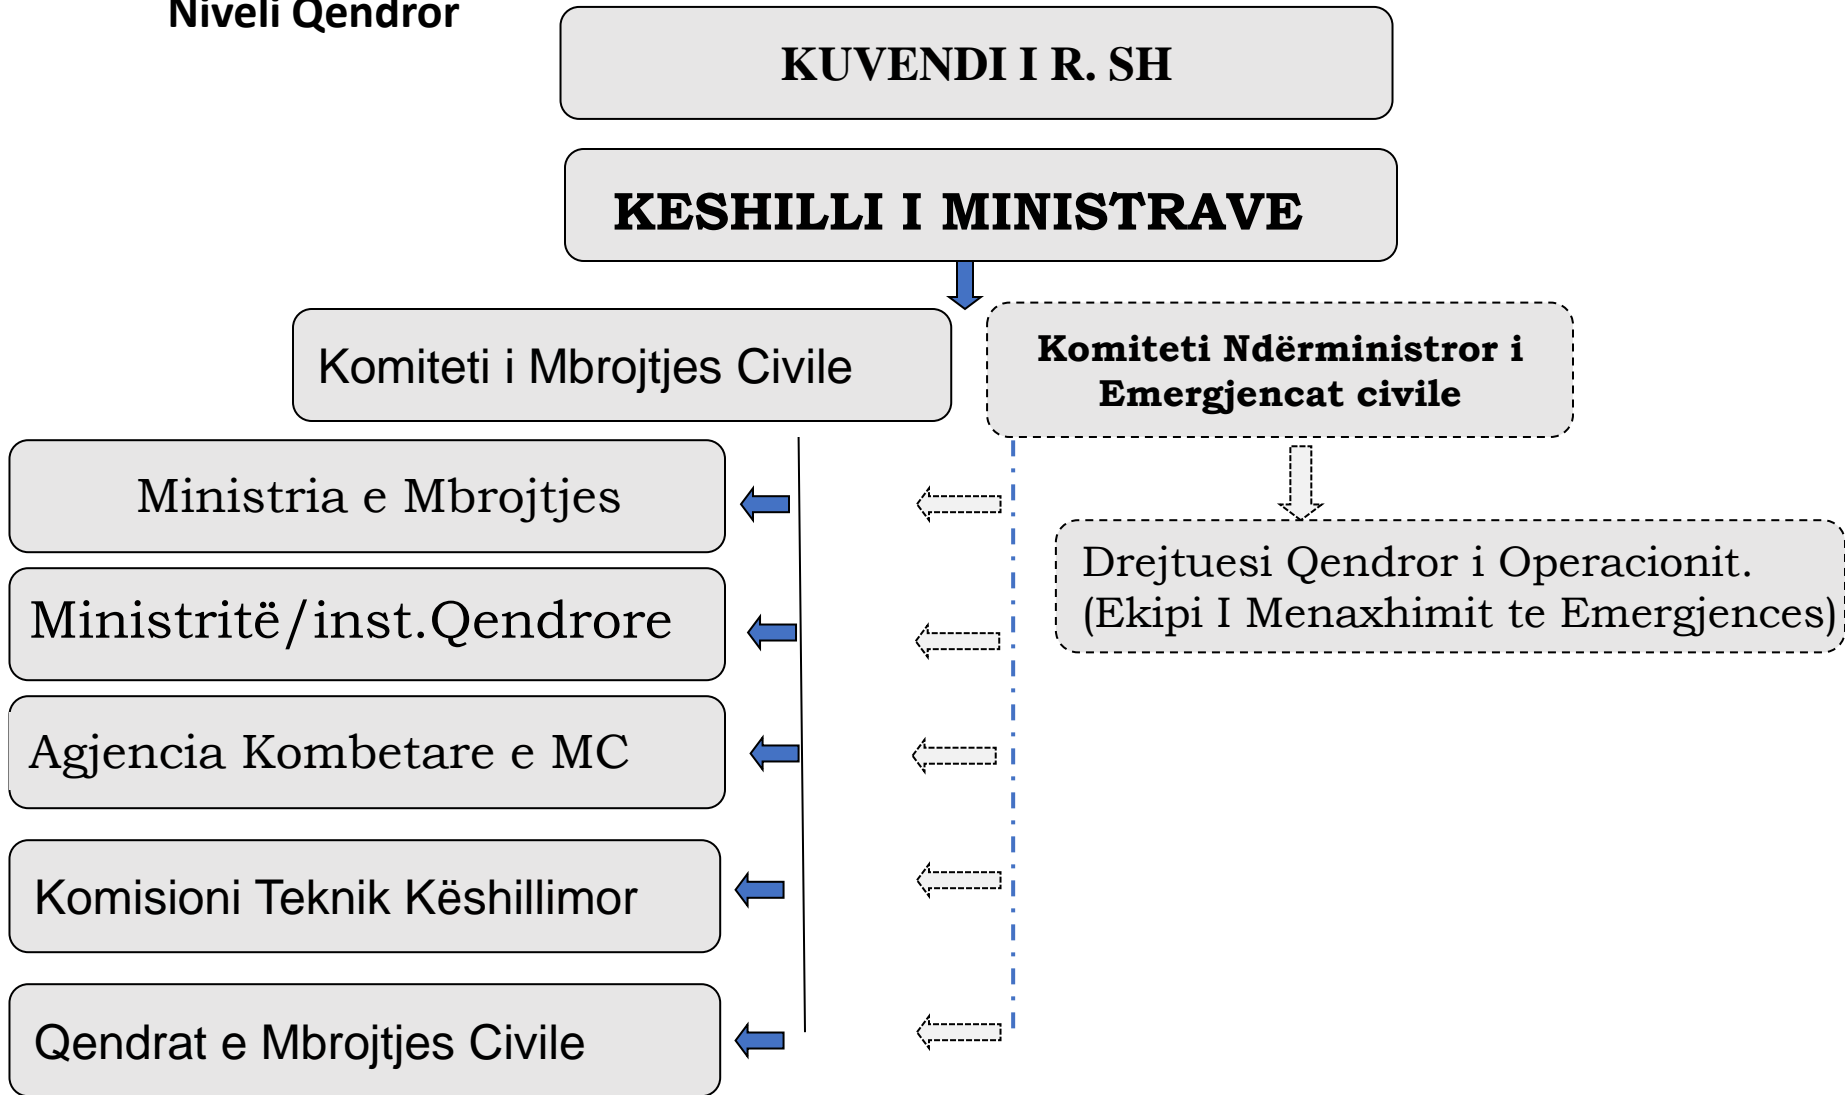 Niveli Qendror
KUVENDI I R. SH
KESHILLI I MINISTRAVE
Komiteti i Mbrojtjes Civile
Komiteti Ndërministror i
Emergjencat civile
Ministria e Mbrojtjes
Drejtuesi Qendror i Operacionit.
(Ekipi I Menaxhimit te Emergjences)
Ministritë/inst.Qendrore
Agjencia Kombetare e MC
Komisioni Teknik Këshillimor
Qendrat e Mbrojtjes Civile